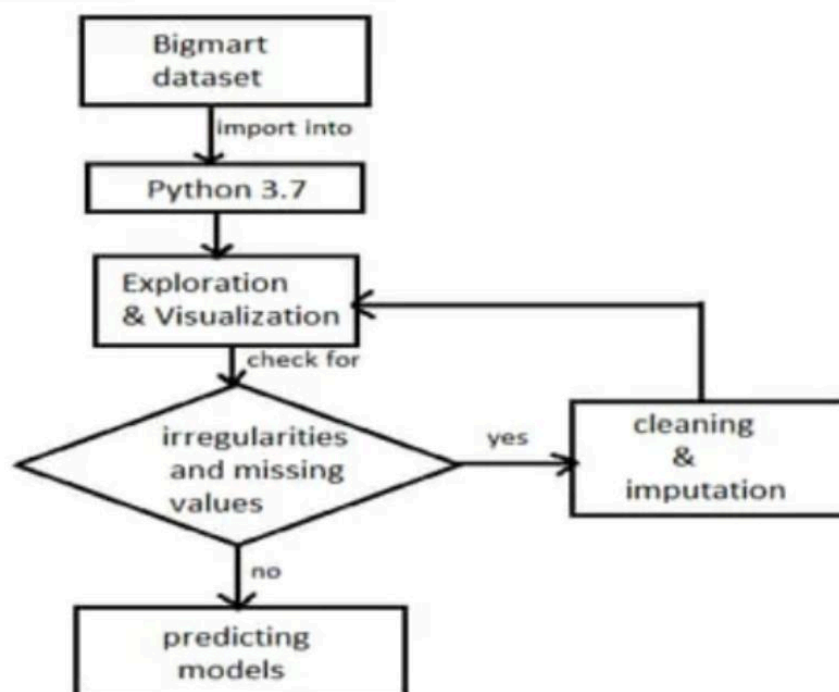 Bigmart
dataset
import into
Python 3.7
Exploration
& Visualization
check for
irregularities
and missing
values
yes
cleaning
&
imputation
no
predicting
models